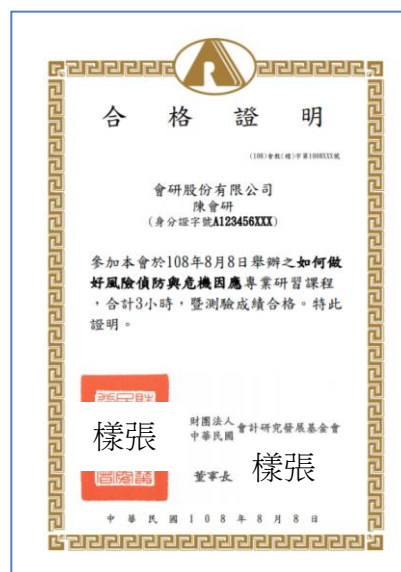 合格證明
(108)會教(證)字第1008XXX號
會研股份有限公司
陳會研
(身分證字號A123456XXX)
參加本會於108年8月8日舉辦之如何做
好風險偵防與危機因應專業研習課程
，合計3小時，暨測驗成績合格。特此
證明。
樣張
財團法人
中華民國
會計研究發展基金會
董事長
樣張
中華民國108年8月8日